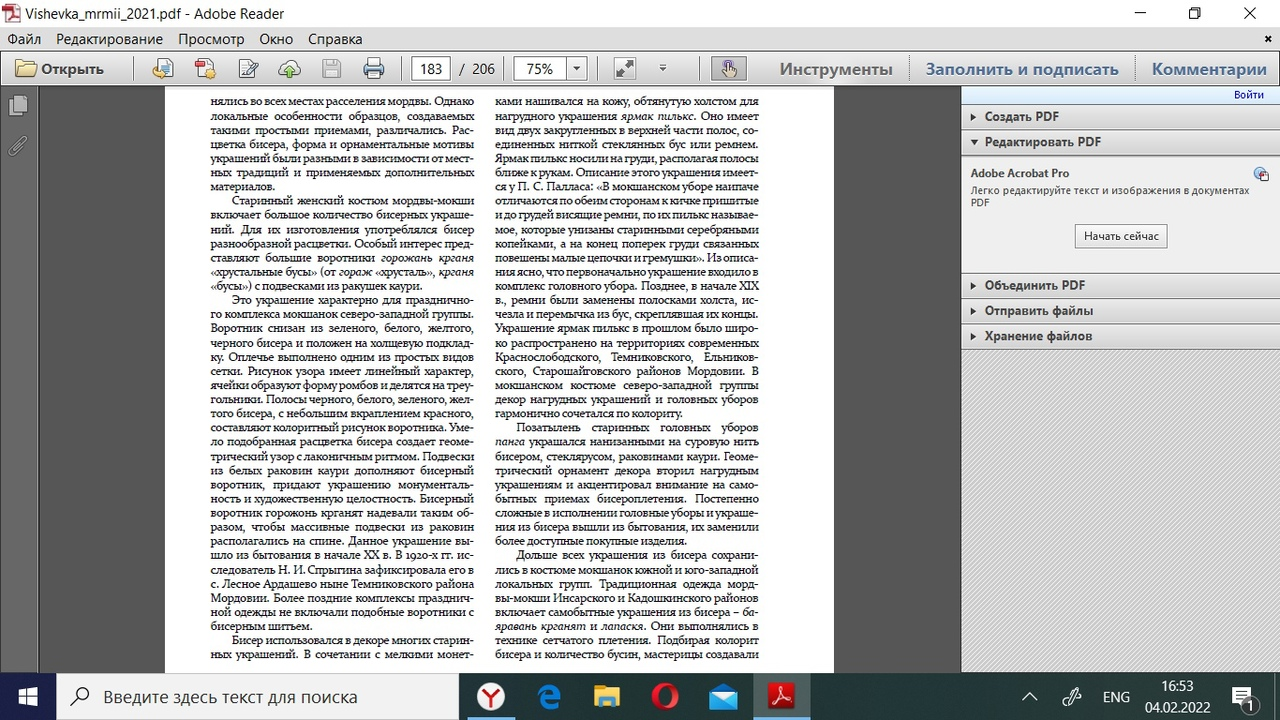 Vishevka_mrmii_2021.pdf - Adobe Reader
Файл Редактирование Просмотр Окно Справка
Открыть 183 / 206 75% Инструменты Заполнить и подписать Комментарии
нялись во всех местах расселения мордвы. Однако
локальные особенности образцов, создаваемых
такими простыми приемами, различались. Рас-
цветка бисера, форма и орнаментальные мотивы
украшений были разными в зависимости от мест-
ных традиций и применяемых дополнительных
материалов.
Старинный женский костюм мордвы-мокши
включает большое количество бисерных украше-
ний. Для их изготовления употреблялся бисер
разнообразной расцветки. Особый интерес пред-
ставляют большие воротники горожань крганя
«хрустальные бусы» (от гораж «хрусталь», крганя
«бусы») с подвесками из ракушек каури.
Это украшение характерно для празднично-
го комплекса мокшанок северо-западной группы.
Воротник снизан из зеленого, белого, желтого,
черного бисера и положен на холщевую подклад-
ку. Оплечье выполнено одним из простых видов
сетки. Рисунок узора имеет линейный характер,
ячейки образуют форму ромбов и делятся на треу-
гольники. Полосы черного, белого, зеленого, жел-
того бисера, с небольшим вкраплением красного,
составляют колоритный рисунок воротника. Уме-
ло подобранная расцветка бисера создает геоме-
трический узор с лаконичным ритмом. Подвески
из белых раковин каури дополняют бисерный
воротник, придают украшению монументаль-
ность и художественную целостность. Бисерный
воротник горожонь крганят надевали таким об-
разом, чтобы массивные подвески из раковин
располагались на спине. Данное украшение вы-
шло из бытования в начале XX в. В 1920-х гг. ис-
следователь Н. И. Спрыгина зафиксировала его в
с. Лесное Ардашево ныне Темниковского района
Мордовии. Более поздние комплексы празднич-
ной одежды не включали подобные воротники с
бисерным шитьем.
Бисер использовался в декоре многих старин-
ных украшений. В сочетании с мелкими монет-
ками нашивался на кожу, обтянутую холстом для
нагрудного украшения ярмак пилькс. Оно имеет
вид двух закругленных в верхней части полос, со-
единенных ниткой стеклянных бус или ремнем.
Ярмак пилькс носили на груди, располагая полосы
ближе к рукам. Описание этого украшения имеет-
ся у П. С. Палласа: «В мокшанском уборе наипаче
отличаются по обеим сторонам к кичке пришитые
и до грудей висящие ремни, по их пилькс называе-
мое, которые унизаны старинными серебряными
копейками, а на конец поперек груди связанных
повешены малые цепочки и гремушки». Из описа-
ния ясно, что первоначально украшение входило в
комплекс головного убора. Позднее, в начале XIX
в., ремни были заменены полосками холста, ис-
чезла и перемычка из бус, скреплявшая их концы.
Украшение ярмак пилькс в прошлом было широ-
ко распространено на территориях современных
Краснослободского, Темниковского, Ельников-
ского, Старошайговского районов Мордовии. В
мокшанском костюме северо-западной группы
декор нагрудных украшений и головных уборов
гармонично сочетался по колориту.
Позатылень старинных головных уборов
панга украшался нанизанными на суровую нить
бисером, стеклярусом, раковинами каури. Геоме-
трический орнамент декора вторил нагрудным
украшениям и акцентировал внимание на само-
бытных приемах бисероплетения. Постепенно
сложные в исполнении головные уборы и украше-
ния из бисера вышли из бытования, их заменили
более доступные покупные изделия.
Дольше всех украшения из бисера сохрани-
лись в костюме мокшанок южной и юго-западной
локальных групп. Традиционная одежда морд-
вы-мокши Инсарского и Кадошкинского районов
включает самобытные украшения из бисера – ба-
яравань крганят и лапаскя. Они выполнялись в
технике сетчатого плетения. Подбирая колорит
бисера и количество бусин, мастерицы создавали
Войти
Создать PDF
Редактировать PDF
Adobe Acrobat Pro
Легко редактируйте текст и изображения в документах
PDF
Начать сейчас
Объединить PDF
Отправить файлы
Хранение файлов
Введите здесь текст для поиска
ENG
16:53
04.02.2022
1